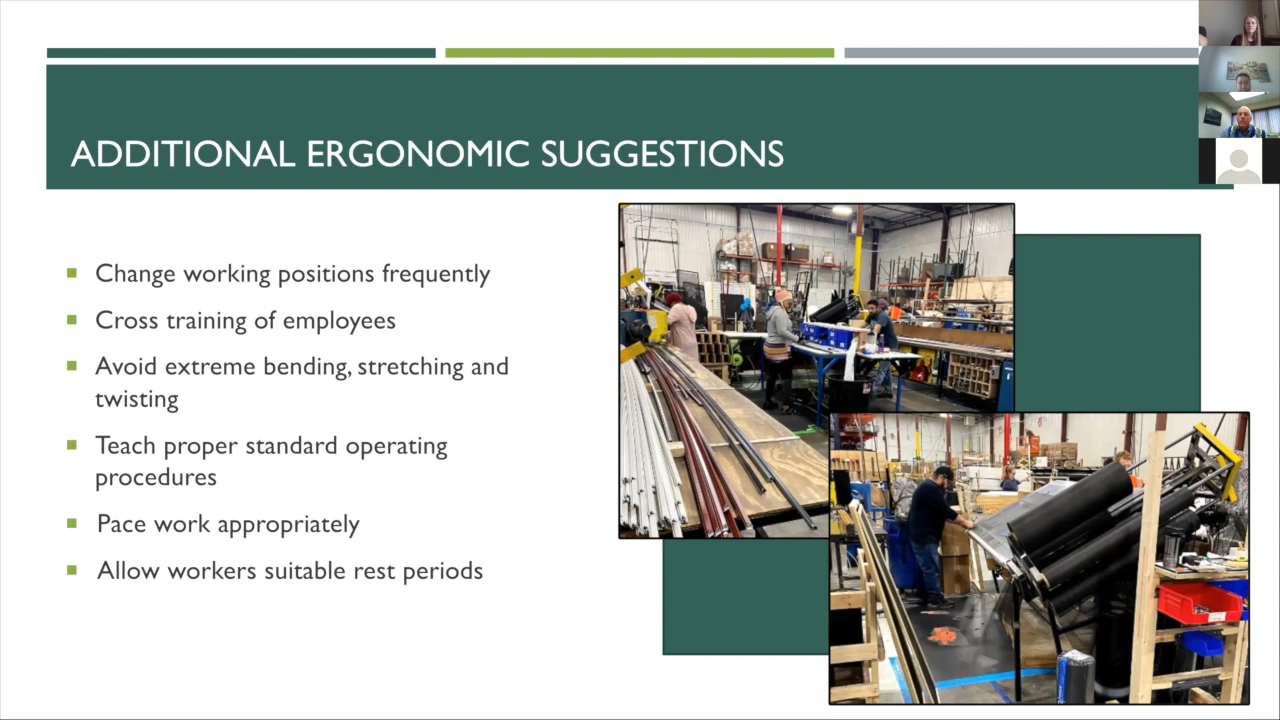 ADDITIONAL ERGONOMIC SUGGESTIONS
Change working positions frequently
Cross training of employees
Avoid extreme bending, stretching and
twisting
Teach proper standard operating
procedures
Pace work appropriately
Allow workers suitable rest periods